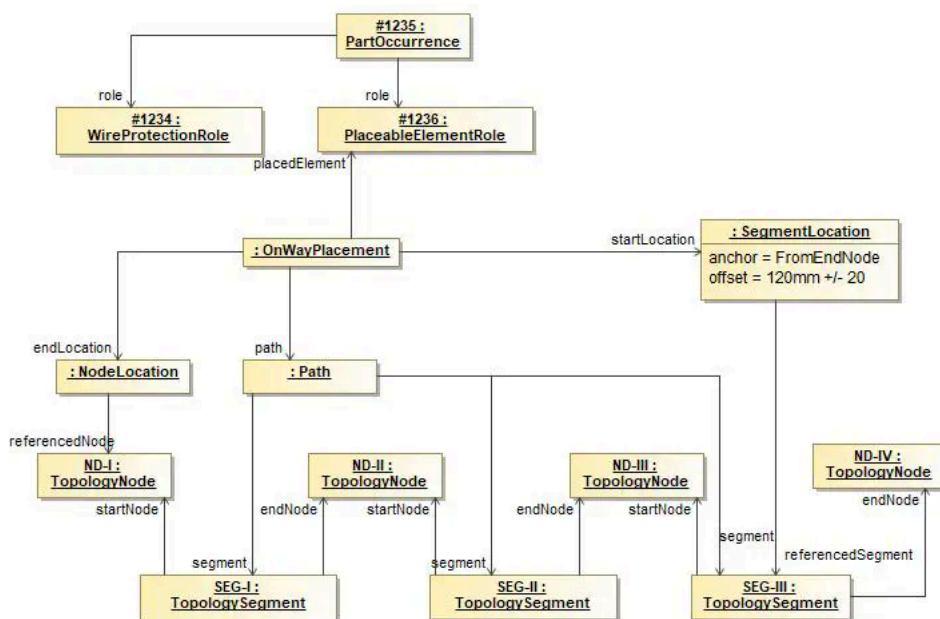 #1235 :
PartOccurrence
role
role
#1234 :
WireProtectionRole
#1236 :
PlaceableElementRole
placedElement
: OnWayPlacement
startLocation
: SegmentLocation
anchor = FromEndNode
offset = 120mm +/- 20
endLocation
path
: NodeLocation
: Path
referencedNode
ND-I :
TopologyNode
ND-II :
TopologyNode
ND-III :
TopologyNode
ND-IV :
TopologyNode
startNode
endNode
startNode
endNode
startNode
endNode
segment
segment
segment
referencedSegment
SEG-I :
TopologySegment
SEG-II :
TopologySegment
SEG-III :
TopologySegment